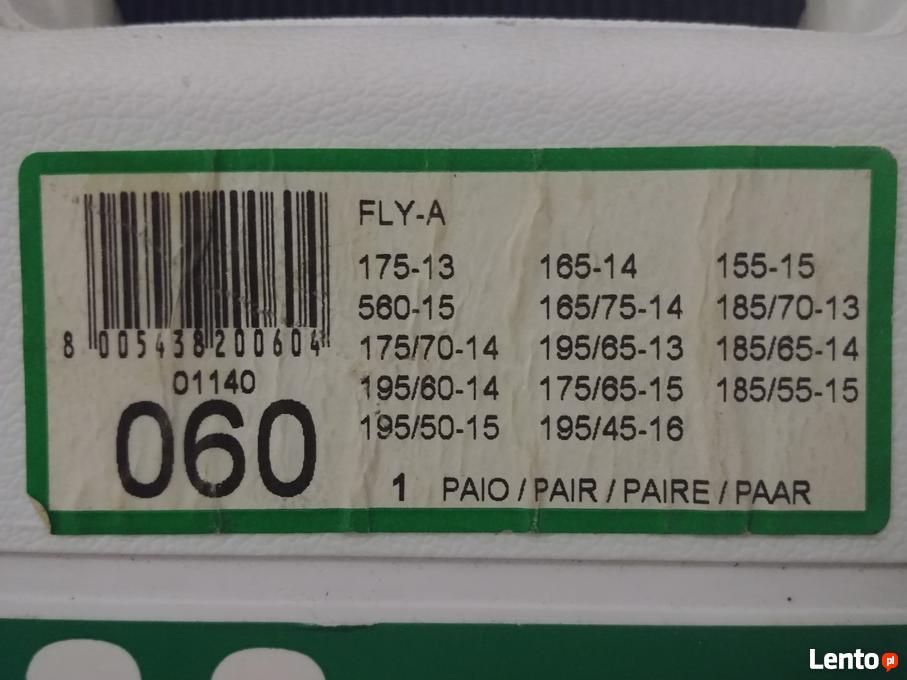 FLY-A
175-13 165-14 155-15
560-15 165/75-14 185/70-13
175/70-14 195/65-13 185/65-14
195/60-14 175/65-15 185/55-15
195/50-15 195/45-16
1 PAIO / PAIR / PAIRE / PAAR
8 005438 200604
01140
060
Lento pl